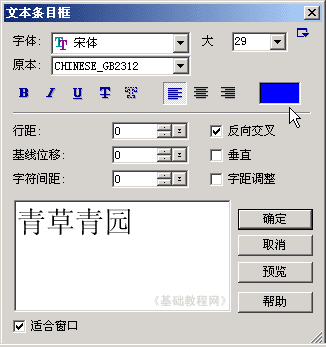 文本条目框
字体: 宋体 大 29
原本: CHINESE_GB2312
B I U T
行距: 0 反向交叉
基线位移: 0 垂直
字符间距: 0 字距调整
青草青园
确定
取消
预览
《基础教程网》
帮助
适合窗口